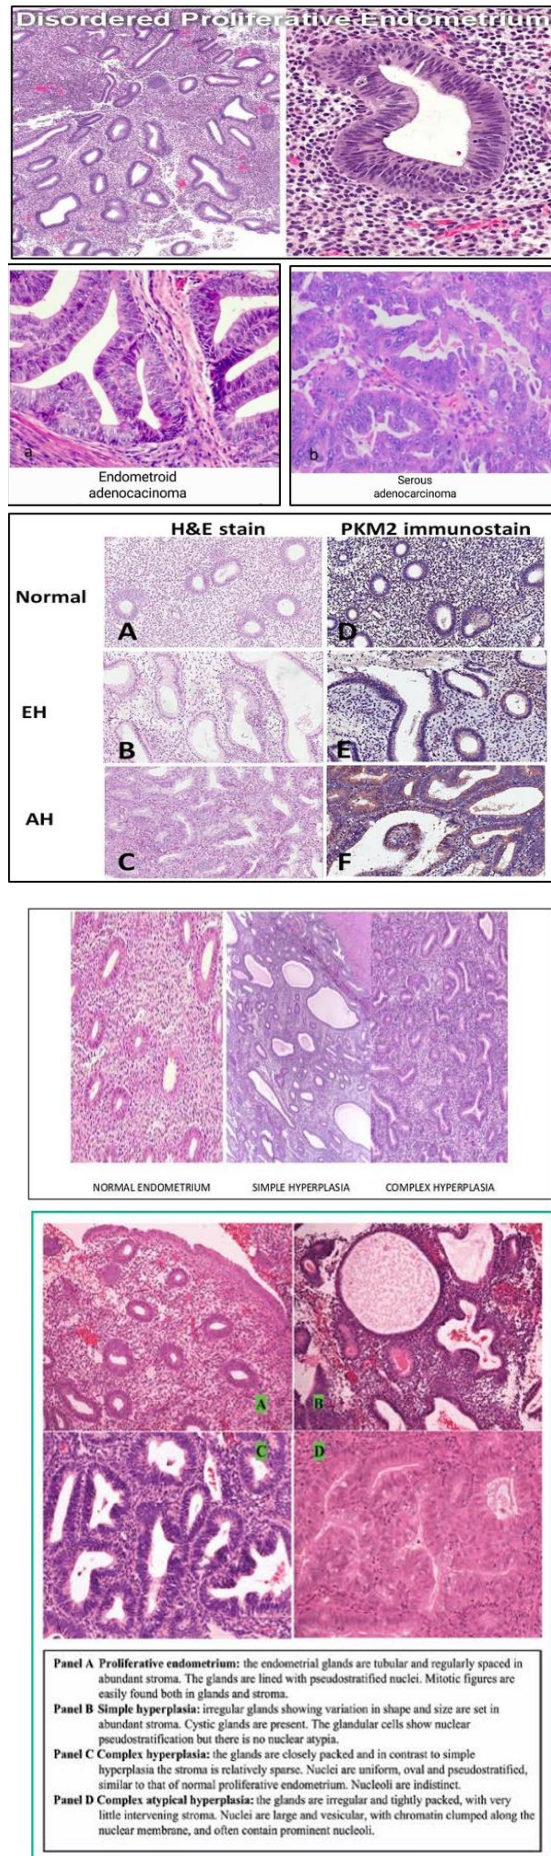 Disordered Proliferative Endometrium
a
b
Endometroid
adenocacinoma
Serous
adenocarcinoma
H&E stain PKM2 immunostain
Normal
A
D
EH
B
E
AH
C
F
NORMAL ENDOMETRIUM SIMPLE HYPERPLASIA COMPLEX HYPERPLASIA
A
B
C
D
Panel A Proliferative endometrium: the endometrial glands are tubular and regularly spaced in
abundant stroma. The glands are lined with pseudostratified nuclei. Mitotic figures are
easily found both in glands and stroma.
Panel B Simple hyperplasia: irregular glands showing variation in shape and size are set in
abundant stroma. Cystic glands are present. The glandular cells show nuclear
pseudostratification but there is no nuclear atypia.
Panel C Complex hyperplasia: the glands are closely packed and in contrast to simple
hyperplasia the stroma is relatively sparse. Nuclei are uniform, oval and pseudostratified,
similar to that of normal proliferative endometrium. Nucleoli are indistinct.
Panel D Complex atypical hyperplasia: the glands are irregular and tightly packed, with very
little intervening stroma. Nuclei are large and vesicular, with chromatin clumped along the
nuclear membrane, and often contain prominent nucleoli.